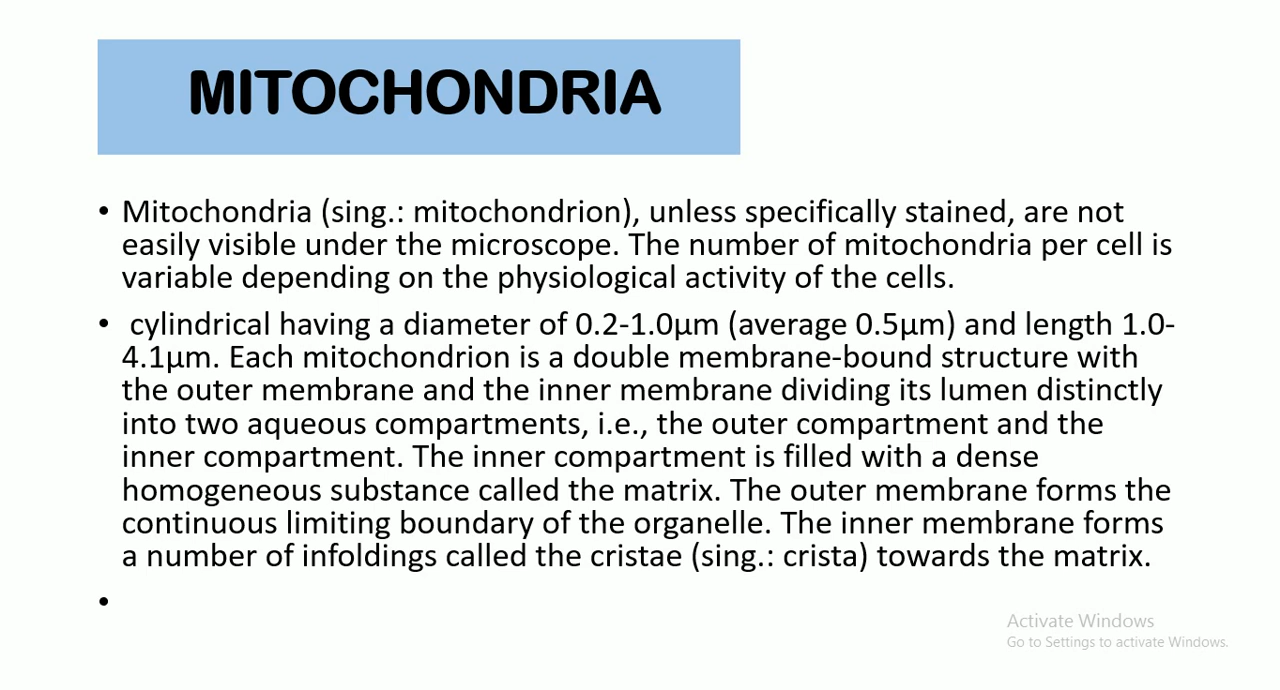 MITOCHONDRIA
• Mitochondria (sing.: mitochondrion), unless specifically stained, are not
easily visible under the microscope. The number of mitochondria per cell is
variable depending on the physiological activity of the cells.
• cylindrical having a diameter of 0.2-1.0µm (average 0.5µm) and length 1.0-
4.1µm. Each mitochondrion is a double membrane-bound structure with
the outer membrane and the inner membrane dividing its lumen distinctly
into two aqueous compartments, i.e., the outer compartment and the
inner compartment. The inner compartment is filled with a dense
homogeneous substance called the matrix. The outer membrane forms the
continuous limiting boundary of the organelle. The inner membrane forms
a number of infoldings called the cristae (sing.: crista) towards the matrix.
•
Activate Windows
Go to Settings to activate Windows.